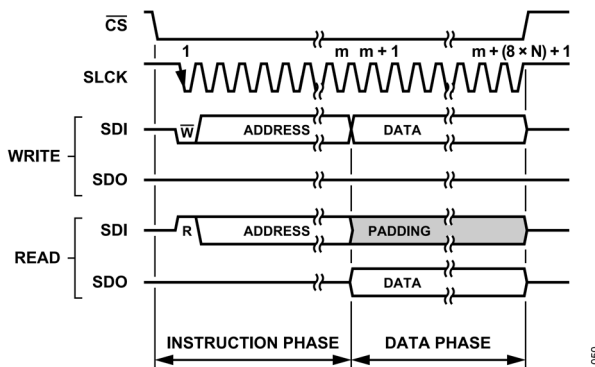 CS
1 m m + 1 m + (8 × N) + 1
SLCK
SDI W ADDRESS DATA
WRITE
SDO
SDI R ADDRESS PADDING
READ
SDO DATA
INSTRUCTION PHASE DATA PHASE